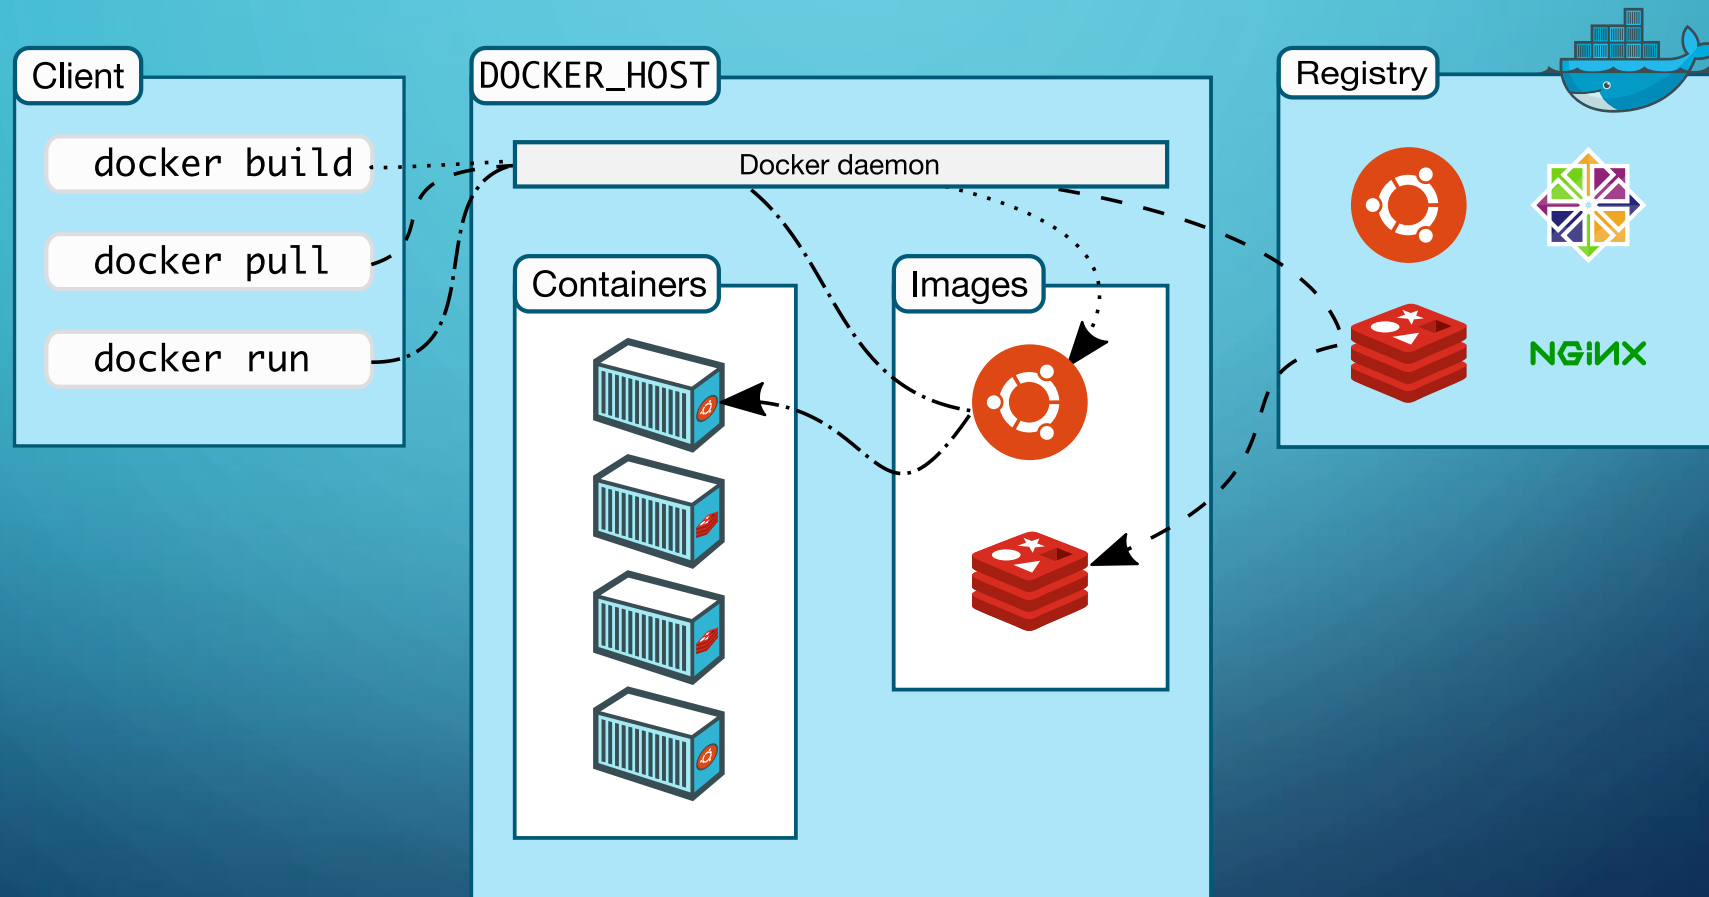 Client
docker build
docker pull
docker run
DOCKER_HOST
Docker daemon
Containers
Images
Registry
NGiNX